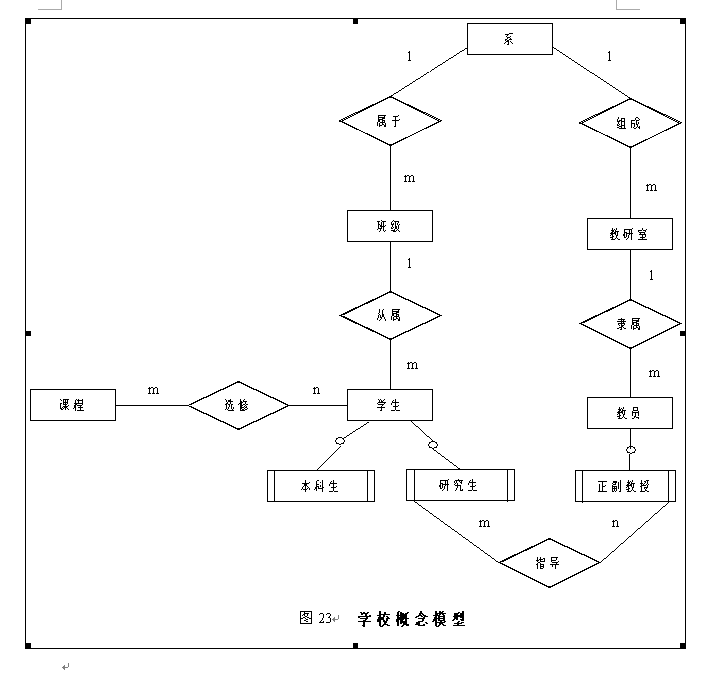 系
1
1
属于
组成
m
m
班级
教研室
1
1
从属
隶属
m
m
课程
m
选修
n
学生
教员
本科生
研究生
正副教授
m
n
指导
图 23 学校概念模型